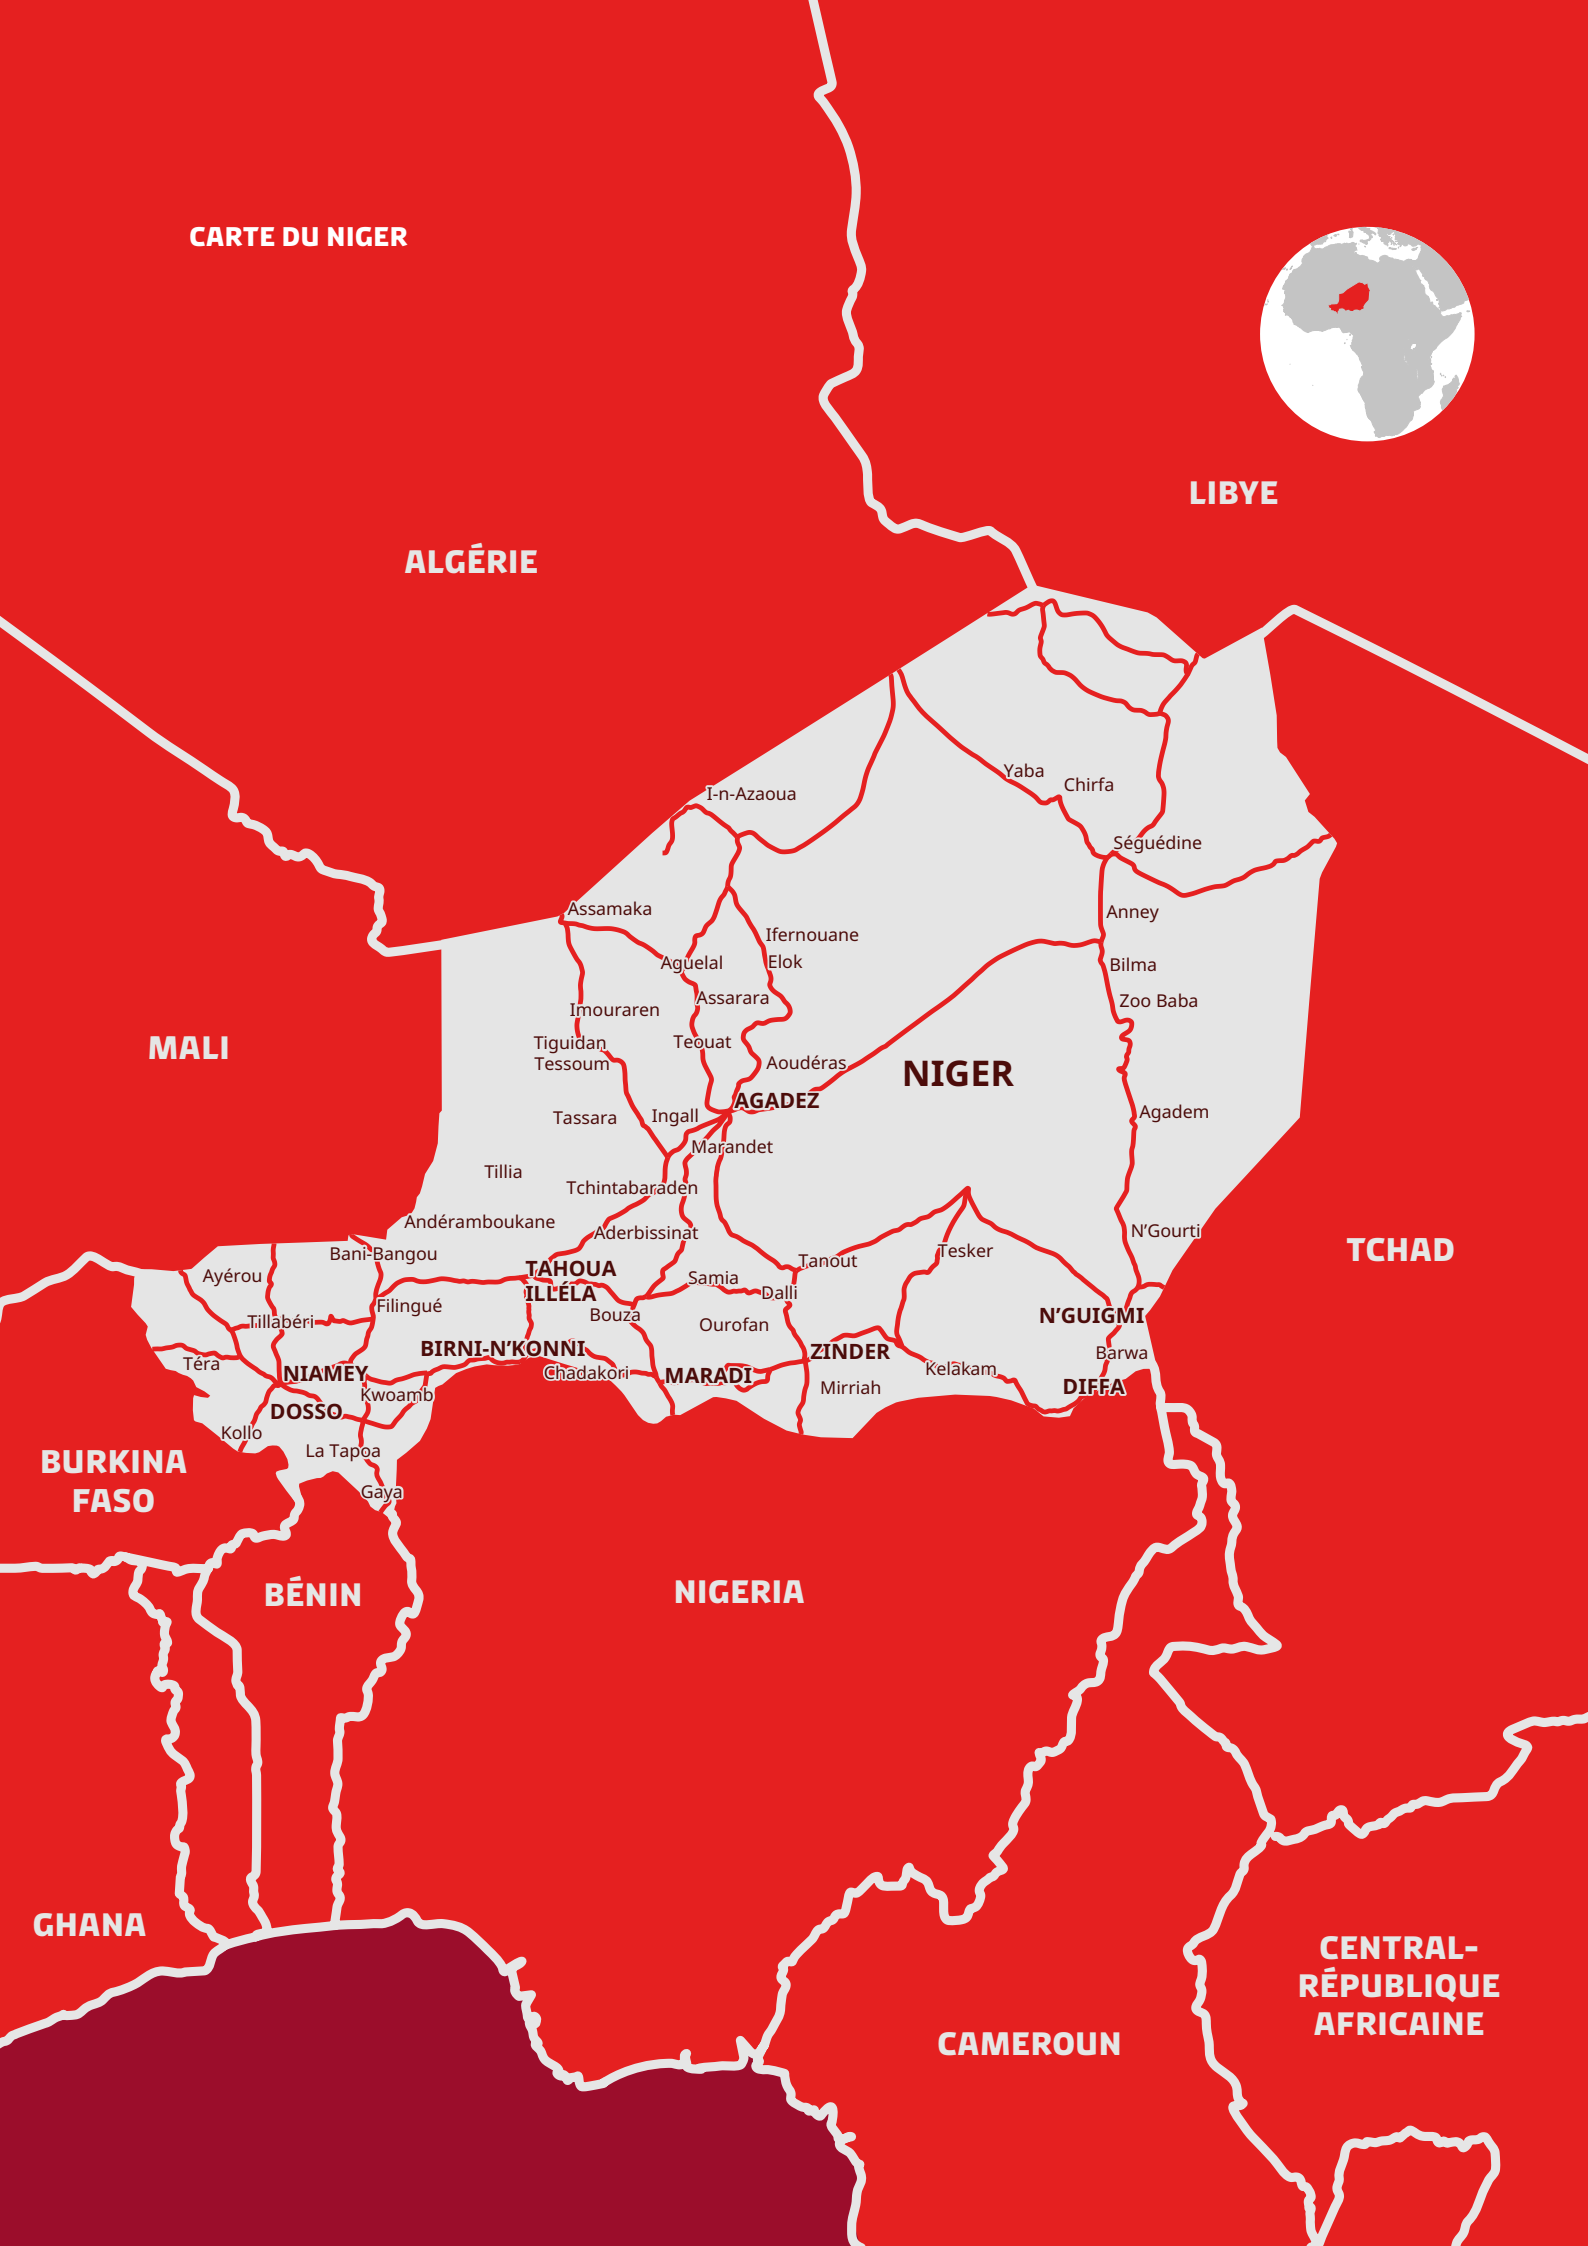 CARTE DU NIGER
LIBYE
ALGÉRIE
Yaba
Chirfa
I-n-Azaoua
Séguédine
Assamaka
Anney
Ifernouane
Aguelal
Elok
Bilma
Assarara
Zoo Baba
Imouraren
Tiguidan
Tessoum
Teouat
MALI
Aoudéras
NIGER
AGADEZ
Tassara
Ingall
Agadem
Marandet
Tillia
Tchintabaraden
Andéramboukane
Aderbissinat
N’Gourti
TCHAD
Bani-Bangou
Tesker
Tanout
Ayérou
TAHOUA
ILLÉLA
Samia
Dalli
Filingué
Bouza
N’GUIGMI
Tillabéri
Ourofan
BIRNI-N’KONNI
ZINDER
Barwa
Téra
NIAMEY
Chadakori
MARADI
Kelakam
Kwoamb
Mirriah
DIFFA
DOSSO
Kollo
La Tapoa
BURKINA
FASO
Gaya
BÉNIN
NIGERIA
GHANA
CENTRAL-
RÉPUBLIQUE
AFRICAINE
CAMEROUN